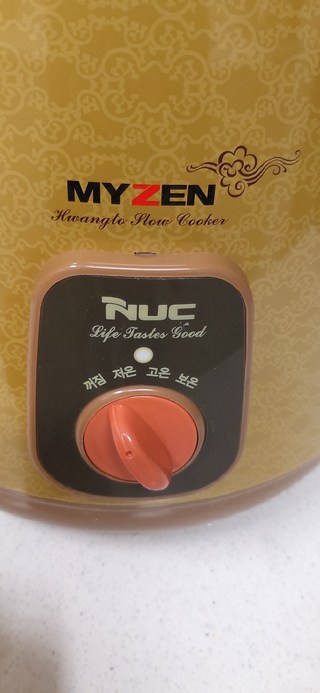 MYZEN
Hwangto Slow Cooker
NUC
Life Tastes Good
꺼짐 저온 고온 보온